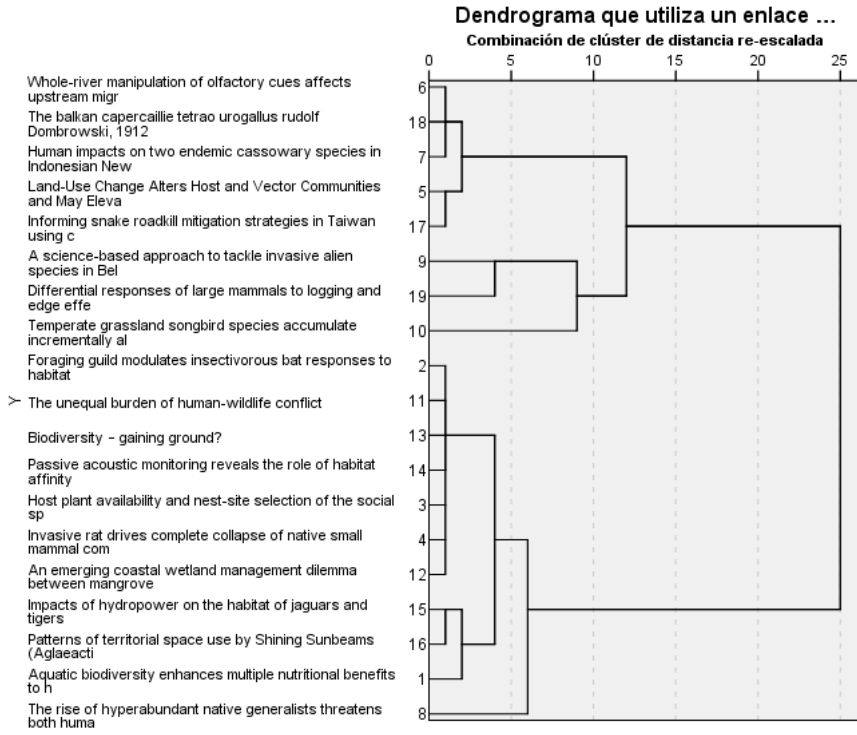 Dendrograma que utiliza un enlace ...
Combinación de clúster de distancia re-escalada
0 5 10 15 20 25
Whole-river manipulation of olfactory cues affects
upstream migr
6
The balkan capercaillie tetrao urogallus rudolf
Dombrowski, 1912
18
Human impacts on two endemic cassowary species in
Indonesian New
7
Land-Use Change Alters Host and Vector Communities
and May Eleva
5
Informing snake roadkill mitigation strategies in Taiwan
using c
17
A science-based approach to tackle invasive alien
species in Bel
9
Differential responses of large mammals to logging and
edge effe
19
Temperate grassland songbird species accumulate
incrementally al
10
Foraging guild modulates insectivorous bat responses to
habitat
2
Y
The unequal burden of human-wildlife conflict
11
Biodiversity - gaining ground?
13
Passive acoustic monitoring reveals the role of habitat
affinity
14
Host plant availability and nest-site selection of the social
sp
3
Invasive rat drives complete collapse of native small
mammal com
4
An emerging coastal wetland management dilemma
between mangrove
12
Impacts of hydropower on the habitat of jaguars and
tigers
15
Patterns of territorial space use by Shining Sunbeams
(Aglaeacti
16
Aquatic biodiversity enhances multiple nutritional benefits
to h
1
The rise of hyperabundant native generalists threatens
both huma
8